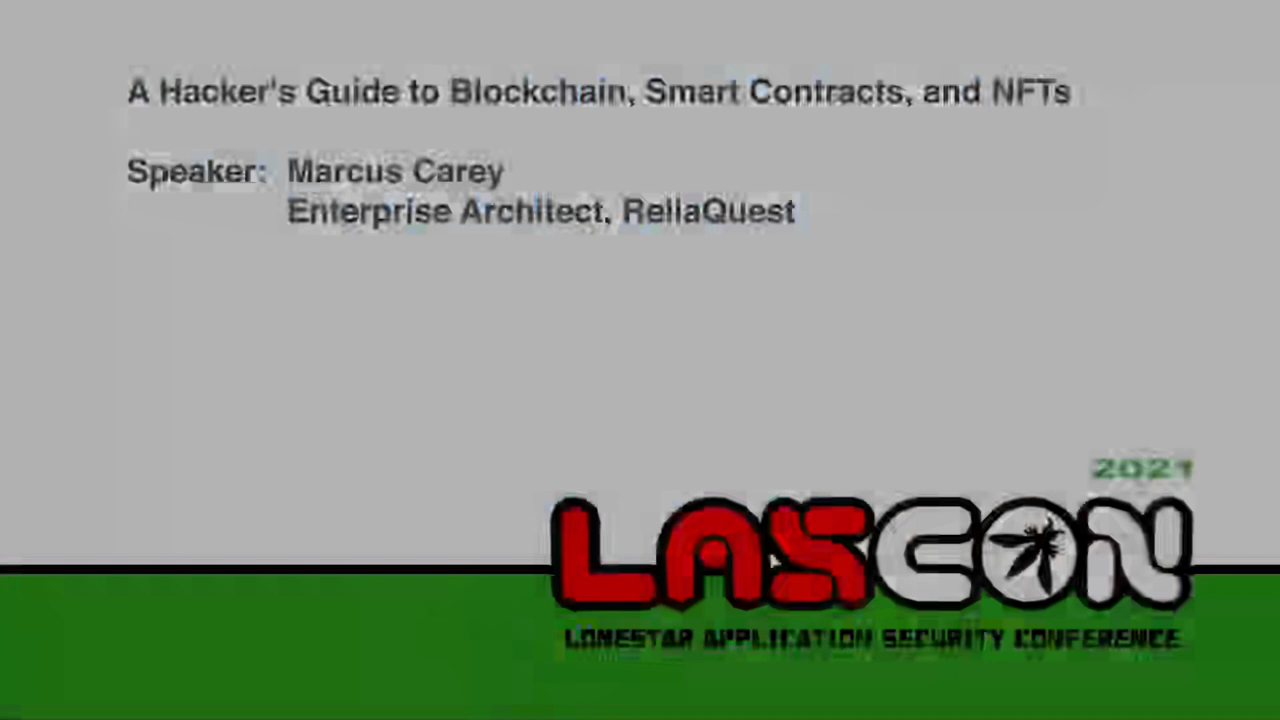 A Hacker's Guide to Blockchain, Smart Contracts, and NFTs
Speaker: Marcus Carey
Enterprise Architect, ReliaQuest
2021
LASCON
LONESTAR APPLICATION SECURITY CONFERENCE